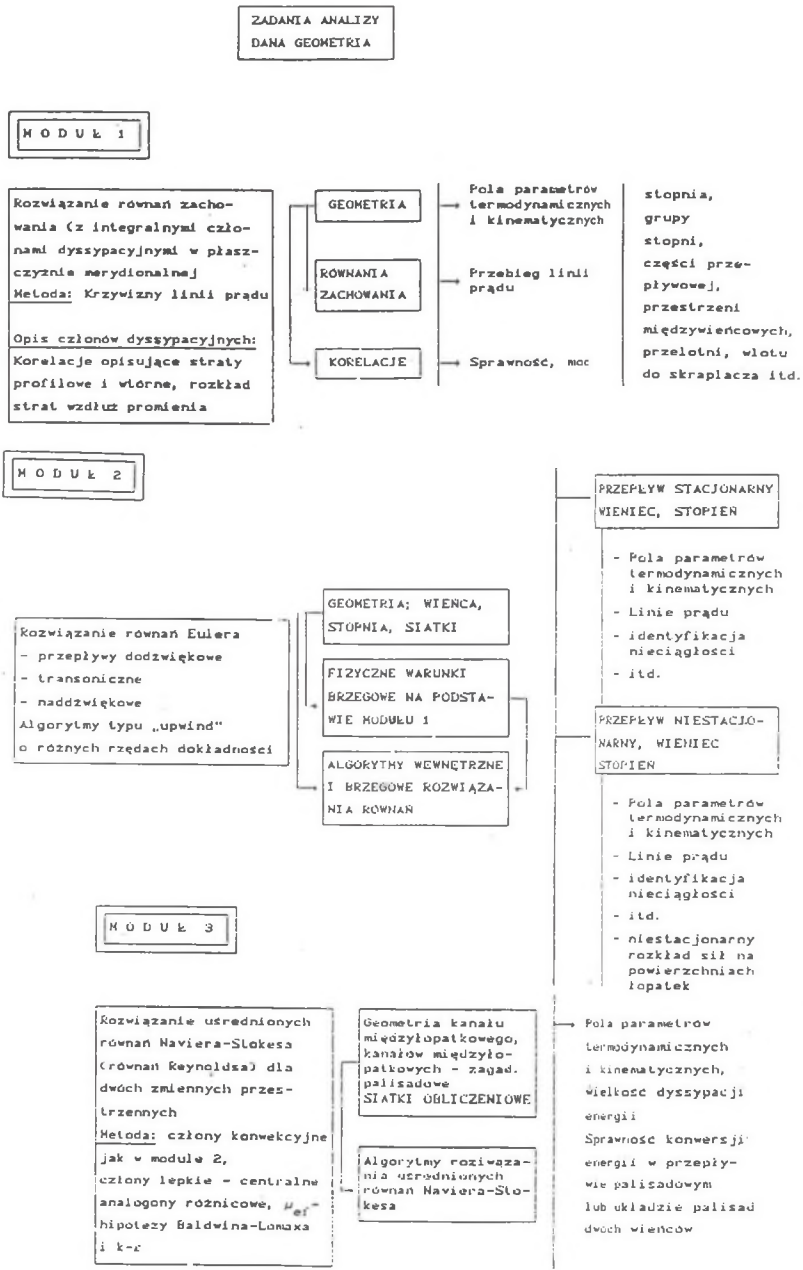 ZADANIA ANALIZY
DANA GEOMETRIA
MODUŁ 1
Rozwiązanie równań zacho-
wania (z integralnymi czło-
nami dyssypacyjnymi w płasz-
czyźnie merydionalnej
Metoda: Krzywizny linii prądu
Opis członów dyssypacyjnych:
Korelacje opisujące straty
profilowe i wtórne, rozkład
strat wzdłuż promienia
GEOMETRIA
RÓWNANIA
ZACHOWANIA
KORELACJE
Pola parametrów
termodynamicznych
i kinematycznych
Przebieg linii
prądu
Sprawność, moc
stopnia,
grupy
stopni,
części prze-
pływowej,
przestrzeni
międzywieńcowych,
przelotni, wlotu
do skraplacza itd.
MODUŁ 2
Rozwiązanie równań Eulera
- przepływy dodźwiękowe
- transoniczne
- naddźwiękowe
Algorytmy typu „upwind"
o różnych rzędach dokładności
GEOMETRIA; WIEŃCA,
STOPNIA, SIATKI
FIZYCZNE WARUNKI
BRZEGOWE NA PODSTA-
WIE MODUŁU 1
ALGORYTMY WEWNĘTRZNE
I BRZEGOWE ROZWIĄZA-
NIA RÓWNAŃ
PRZEPŁYW STACJONARNY
WIENIEC, STOPIEŃ
- Pola parametrów
termodynamicznych
i kinematycznych
- Linie prądu
- identyfikacja
nieciągłości
- itd.
PRZEPŁYW NIESTACJO-
NARNY, WIENIEC
STOPIEŃ
- Pola parametrów
termodynamicznych
i kinematycznych
- Linie prądu
- identyfikacja
nieciągłości
- itd.
- niestacjonarny
rozkład sił na
powierzchniach
łopatek
MODUŁ 3
Rozwiązanie uśrednionych
równań Naviera-Stokesa
(równań Reynoldsa) dla
dwóch zmiennych przes-
trzennych
Metoda: człony konwekcyjne
jak w module 2,
człony lepkie - centralne
analogony różnicowe, μef-
hipotezy Baldwina-Lomaxa
i k-ε
Geometria kanału
międzyłopatkowego,
kanałów międzyło-
patkowych - zagad.
palisadowe
SIATKI OBLICZENIOWE
Algorytmy roziwąza-
nia uśrednionych
równań Naviera-Sto-
kesa
Pola parametrów
termodynamicznych
i kinematycznych,
wielkość dyssypacji
energii
Sprawność konwersji
energii w przepły-
wie palisadowym
lub układzie palisad
dwóch wieńców